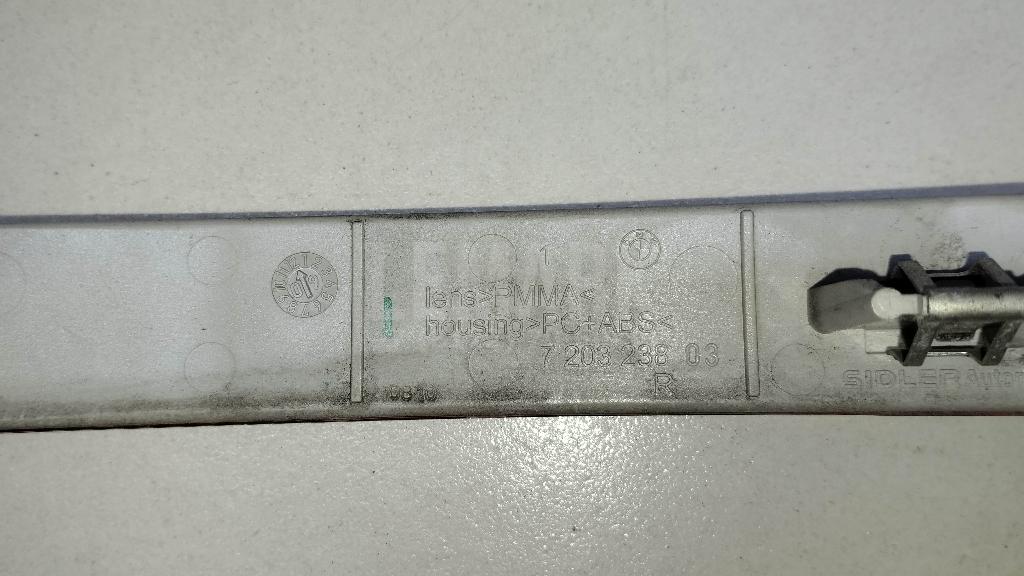 1
lens>PMMA<
housing>PC+ABS<
7 203 238 03
R
SIDLER